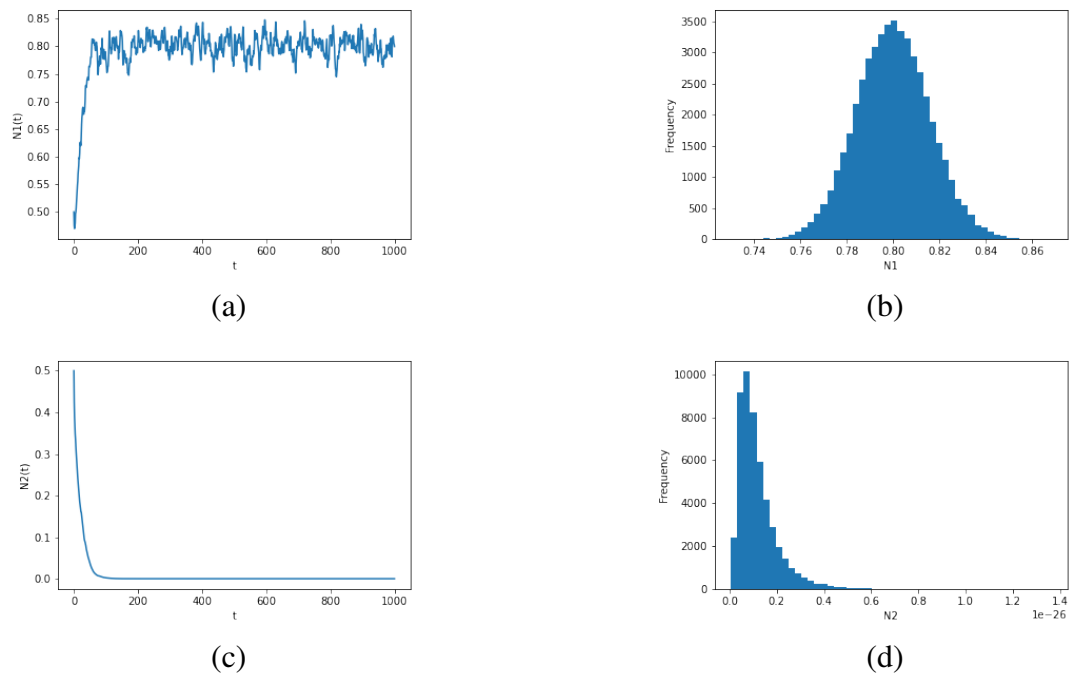 0.85
0.80
0.75
0.70
0.65
0.60
0.55
0.50
N1(t)
0 200 400 600 800 1000
t
(a)
3500
3000
2500
2000
1500
1000
500
0
Frequency
0.74 0.76 0.78 0.80 0.82 0.84 0.86
N1
(b)
0.5
0.4
0.3
0.2
0.1
0.0
N2(t)
0 200 400 600 800 1000
t
(c)
10000
8000
6000
4000
2000
0
Frequency
0.0 0.2 0.4 0.6 0.8 1.0 1.2 1.4
1e−26
N2
(d)